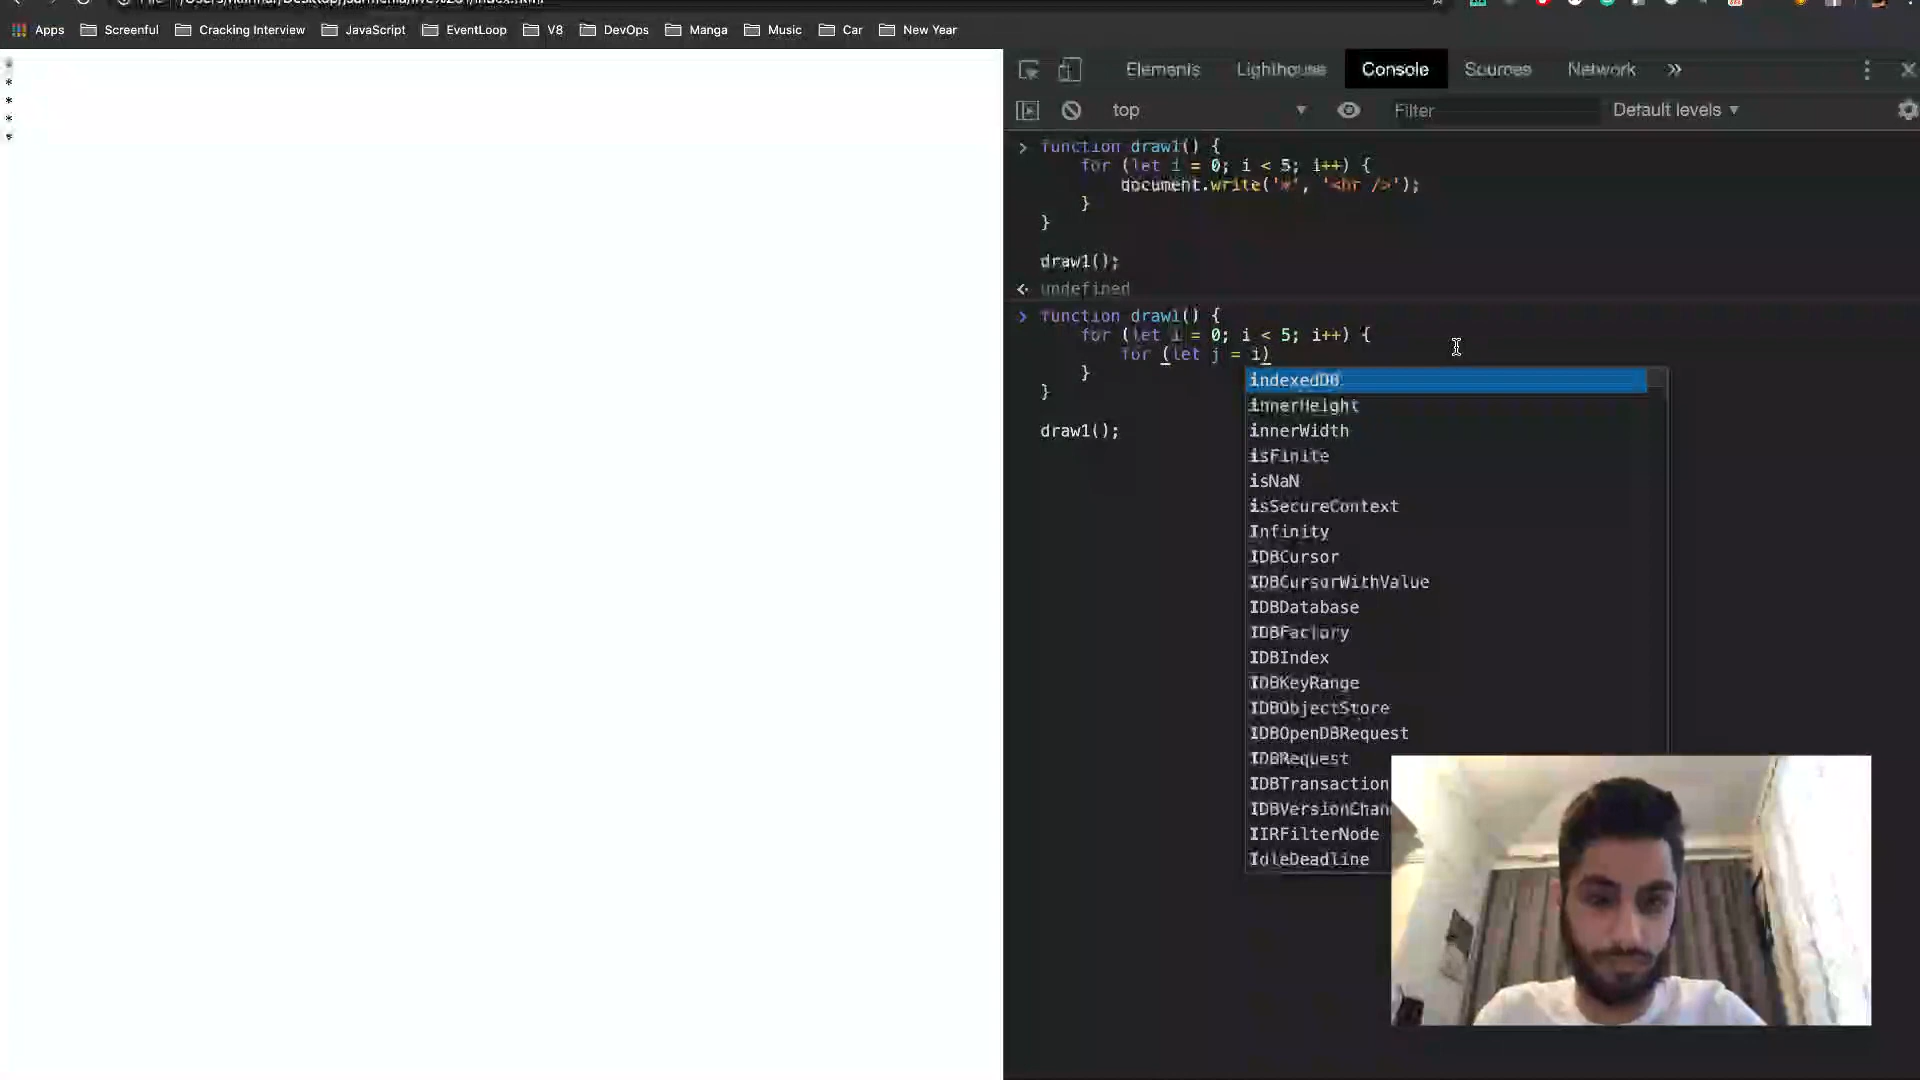 Apps Screenful Cracking Interview JavaScript EventLoop V8 DevOps Manga Music Car New Year
*
*
*
*
*
Elements Lighthouse Console Sources Network »
top Filter Default levels
> function draw1() {
for (let i = 0; i < 5; i++) {
document.write('*', '<br />');
}
}
draw1();
undefined
> function draw1() {
for (let i = 0; i < 5; i++) {
for (let j = i)
}
}
draw1();
indexedDB
innerHeight
innerWidth
isFinite
isNaN
isSecureContext
Infinity
IDBCursor
IDBCursorWithValue
IDBDatabase
IDBFactory
IDBIndex
IDBKeyRange
IDBObjectStore
IDBOpenDBRequest
IDBRequest
IDBTransaction
IDBVersionChan
IIRFilterNode
IdleDeadline